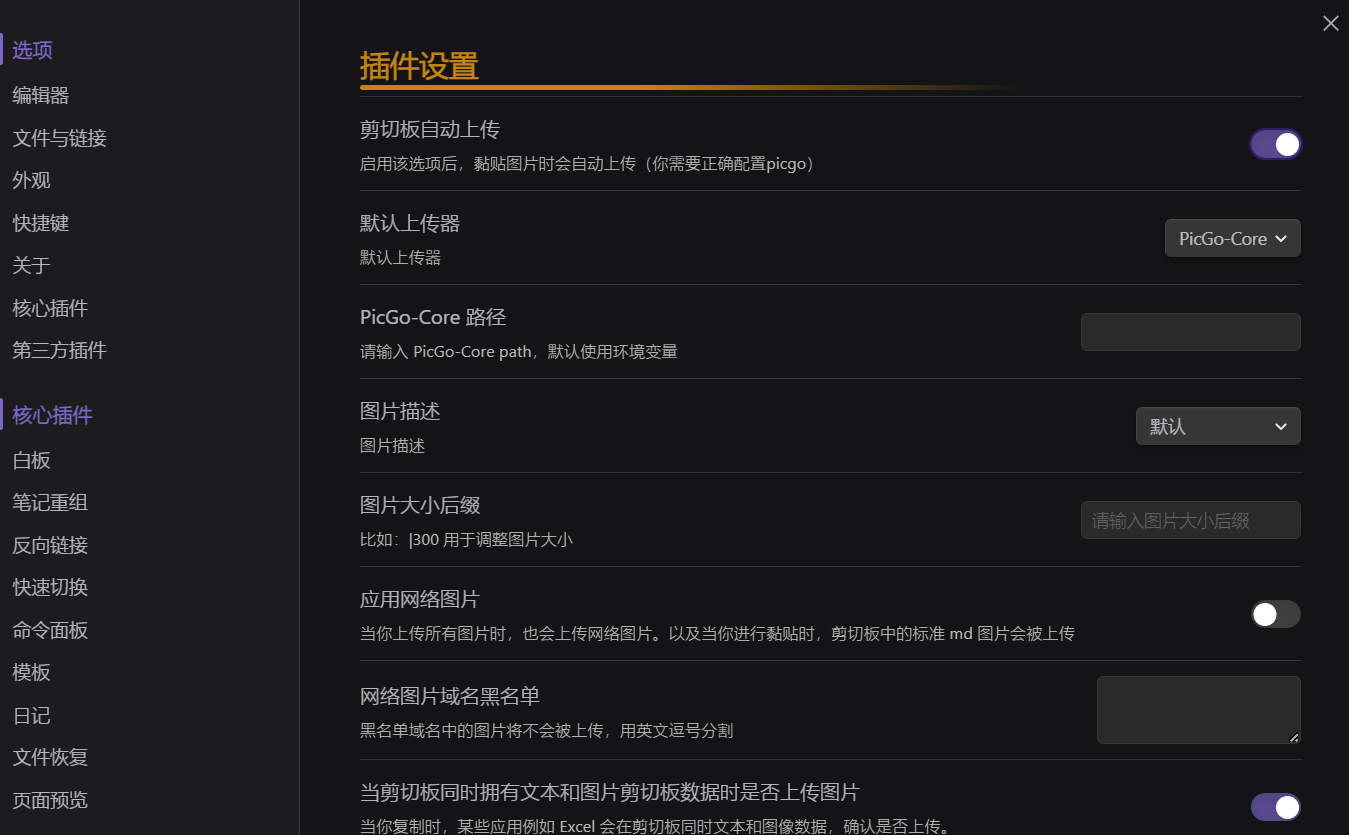 选项
编辑器
文件与链接
外观
快捷键
关于
核心插件
第三方插件
核心插件
白板
笔记重组
反向链接
快速切换
命令面板
模板
日记
文件恢复
页面预览
插件设置
剪切板自动上传
启用该选项后，黏贴图片时会自动上传（你需要正确配置picgo）
默认上传器
默认上传器
PicGo-Core
PicGo-Core 路径
请输入 PicGo-Core path，默认使用环境变量
图片描述
图片描述
默认
图片大小后缀
比如：|300 用于调整图片大小
请输入图片大小后缀
应用网络图片
当你上传所有图片时，也会上传网络图片。以及当你进行黏贴时，剪切板中的标准 md 图片会被上传
网络图片域名黑名单
黑名单域名中的图片将不会被上传，用英文逗号分割
当剪切板同时拥有文本和图片剪切板数据时是否上传图片
当你复制时，某些应用例如 Excel 会在剪切板同时文本和图像数据，确认是否上传。